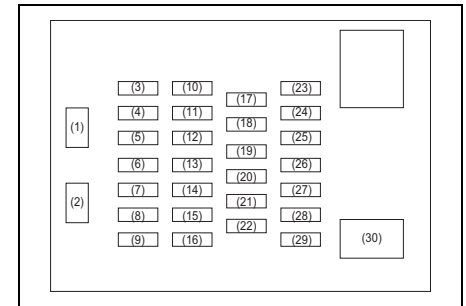 (3) (10) (23)
(17)
(4) (11) (24)
(1) (18)
(5) (12) (25)
(19)
(6) (13) (26)
(20)
(7) (14) (27)
(2) (21)
(8) (15) (28)
(22)
(9) (16) (29) (30)